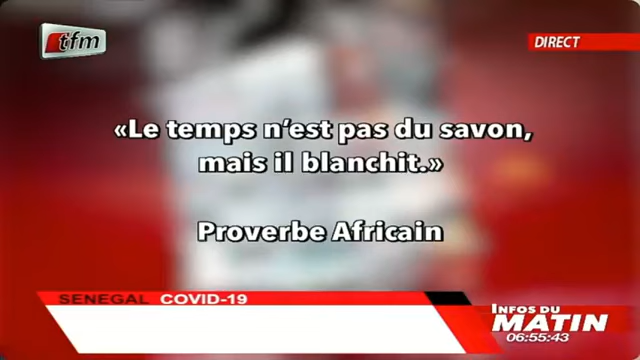 tfm
DIRECT
«Le temps n'est pas du savon,
mais il blanchit.»
Proverbe Africain
SENEGAL COVID-19
INFOS DU
MATIN
06:55:43